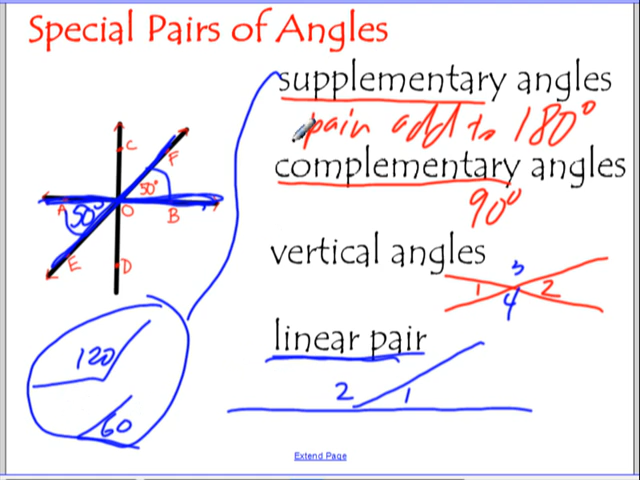 Special Pairs of Angles
supplementary angles
pair add to 180°
complementary angles
90°
vertical angles
1 3 2
4
linear pair
2 1
C
F
50°
A O B
50°
E
D
120
60
Extend Page